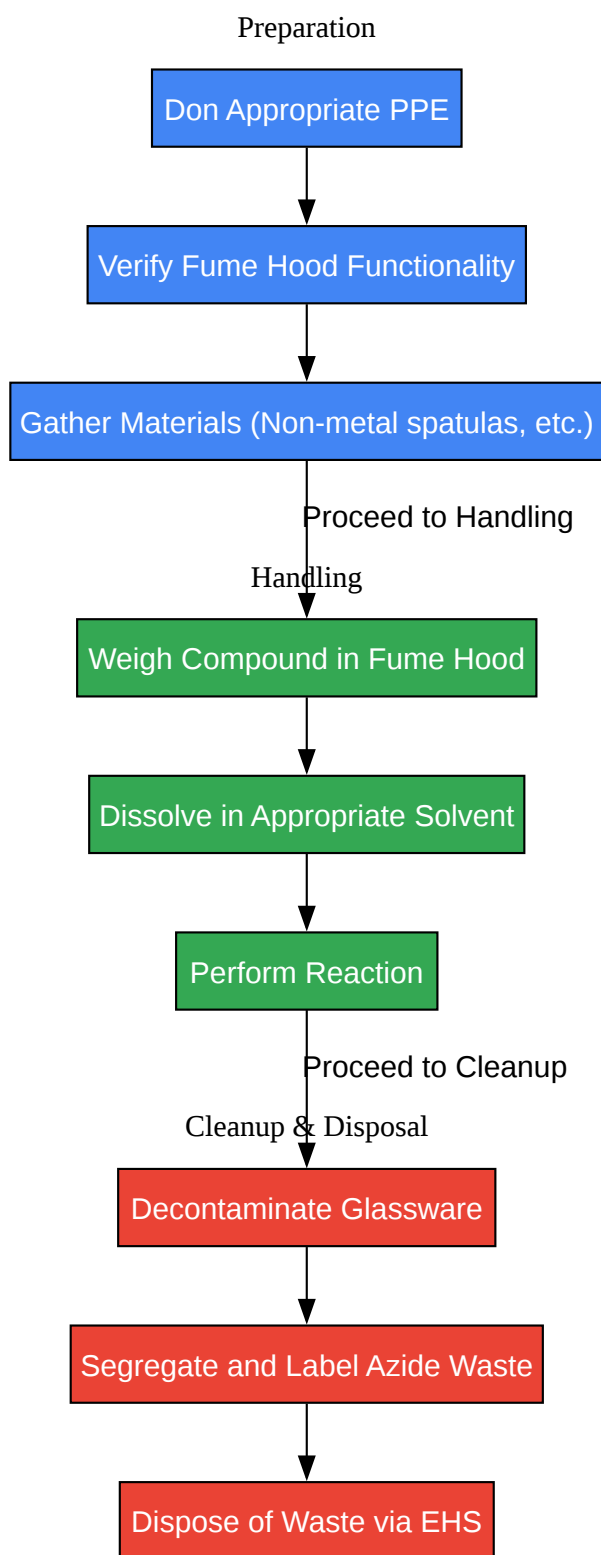 Preparation
Don Appropriate PPE
Verify Fume Hood Functionality
Gather Materials (Non-metal spatulas, etc.)
Proceed to Handling
Handling
Weigh Compound in Fume Hood
Dissolve in Appropriate Solvent
Perform Reaction
Proceed to Cleanup
Cleanup & Disposal
Decontaminate Glassware
Segregate and Label Azide Waste
Dispose of Waste via EHS